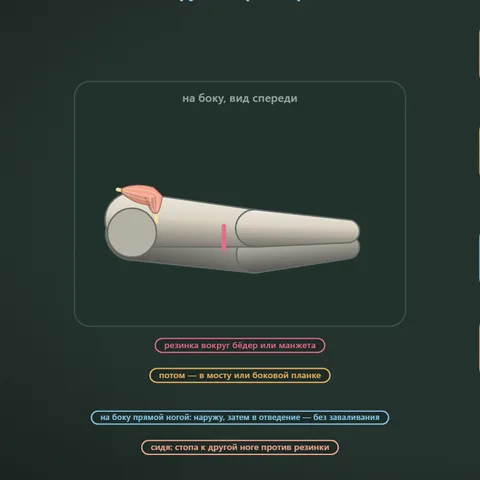 на боку, вид спереди
резинка вокруг бёдер или манжета
потом — в мосту или боковой планке
на боку прямой ногой: наружу, затем в отведение — без заваливания
сидя: стопа к другой ноге против резинки